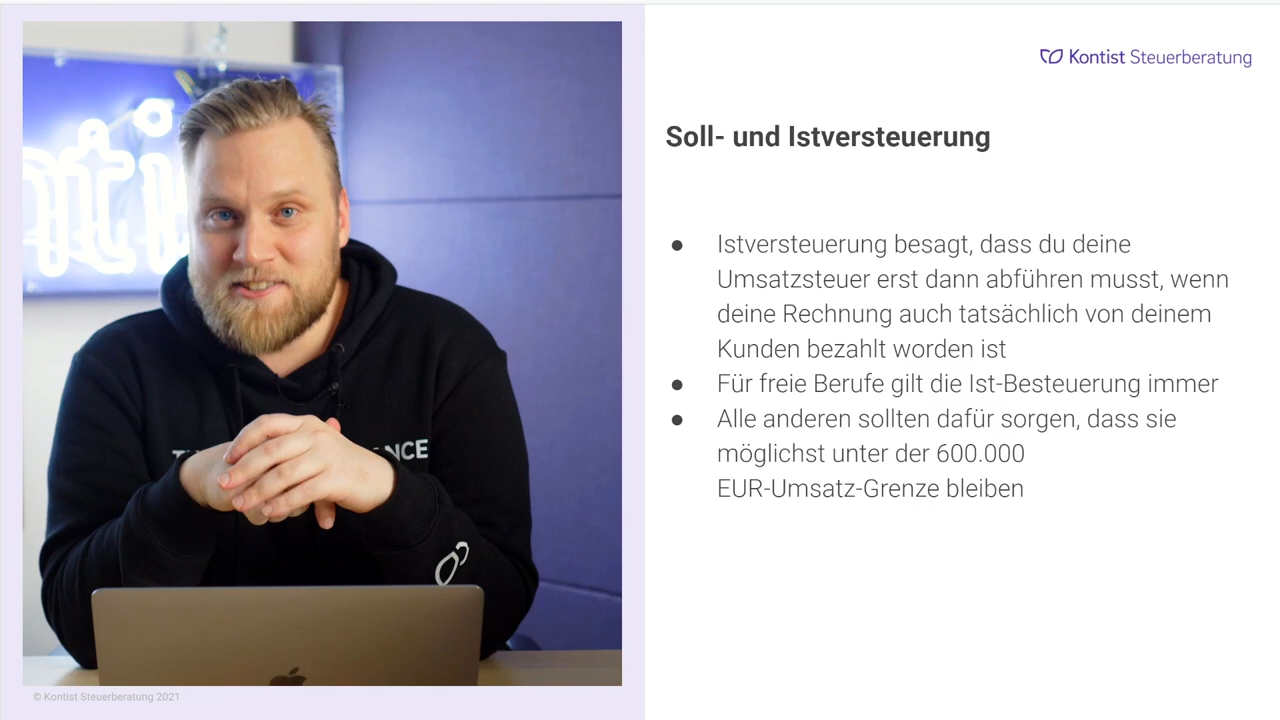 Kontist Steuerberatung
Soll- und Istversteuerung
● Istversteuerung besagt, dass du deine
Umsatzsteuer erst dann abführen musst, wenn
deine Rechnung auch tatsächlich von deinem
Kunden bezahlt worden ist
● Für freie Berufe gilt die Ist-Besteuerung immer
● Alle anderen sollten dafür sorgen, dass sie
möglichst unter der 600.000
EUR-Umsatz-Grenze bleiben
© Kontist Steuerberatung 2021